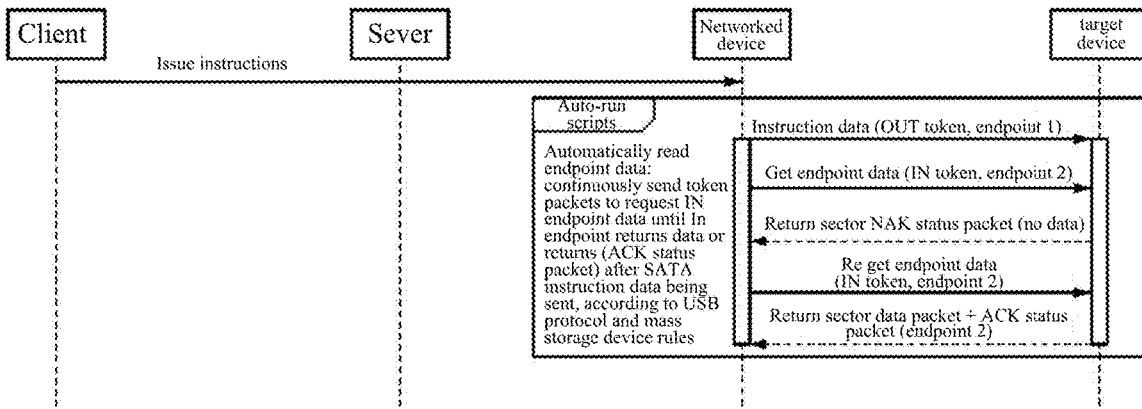 Client
Sever
Networked
device
target
device
Issue instructions
Auto-run
scripts
Instruction data (OUT token, endpoint 1)
Automatically read
endpoint data:
continuously send token
packets to request IN
endpoint data until In
endpoint returns data or
returns (ACK status
packet) after SATA
instruction data being
sent, according to USB
protocol and mass
storage device rules
Get endpoint data (IN token, endpoint 2)
Return sector NAK status packet (no data)
Re get endpoint data
(IN token, endpoint 2)
Return sector data packet + ACK status
packet (endpoint 2)